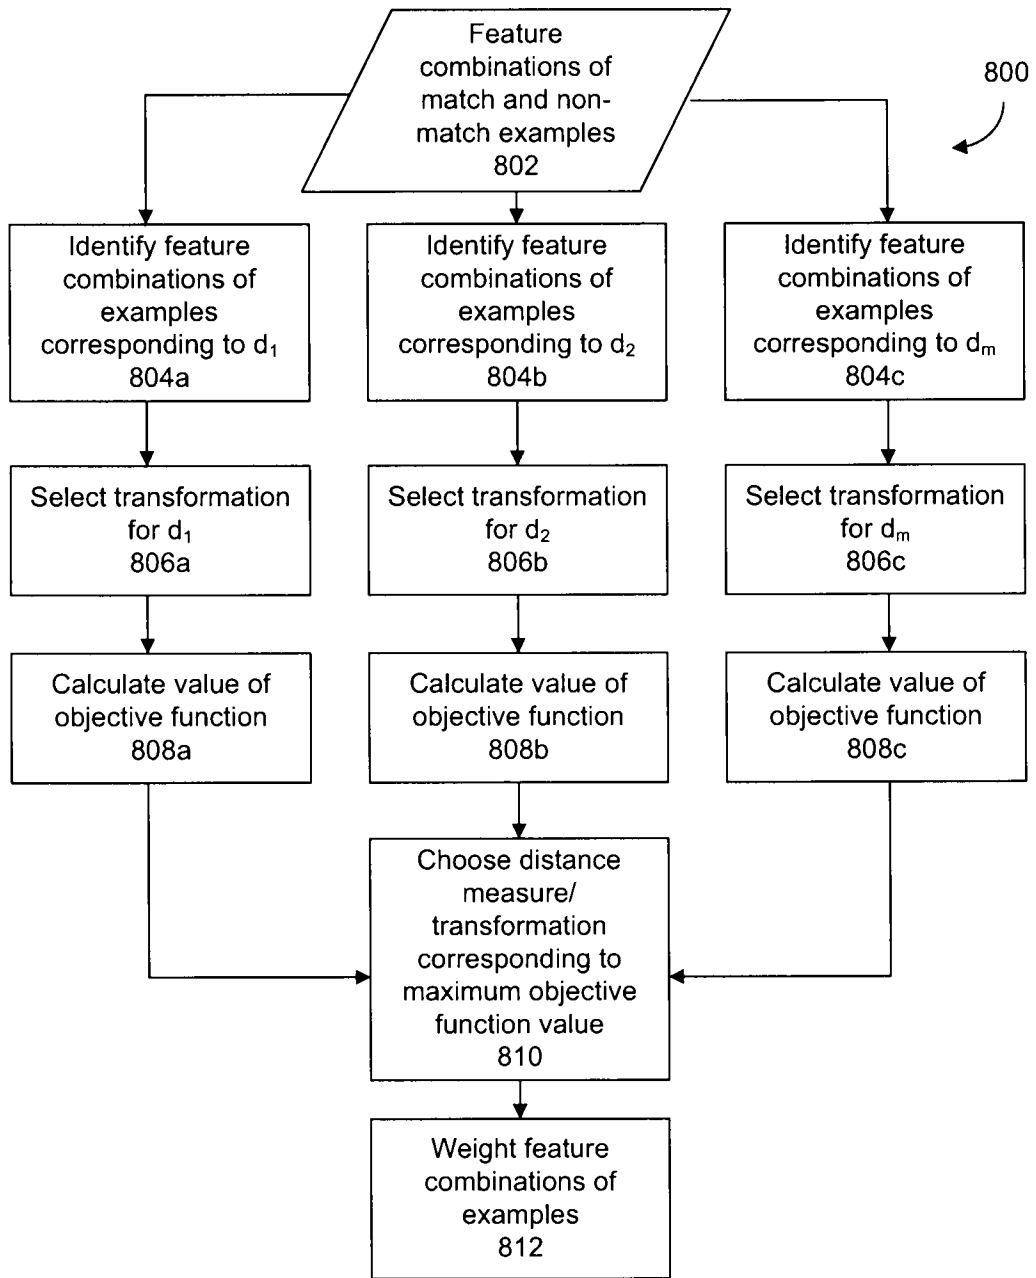 Feature
combinations of
match and non-
match examples
802
800
Identify feature
combinations of
examples
corresponding to d₁
804a
Identify feature
combinations of
examples
corresponding to d₂
804b
Identify feature
combinations of
examples
corresponding to dₘ
804c
Select transformation
for d₁
806a
Select transformation
for d₂
806b
Select transformation
for dₘ
806c
Calculate value of
objective function
808a
Calculate value of
objective function
808b
Calculate value of
objective function
808c
Choose distance
measure/
transformation
corresponding to
maximum objective
function value
810
Weight feature
combinations of
examples
812